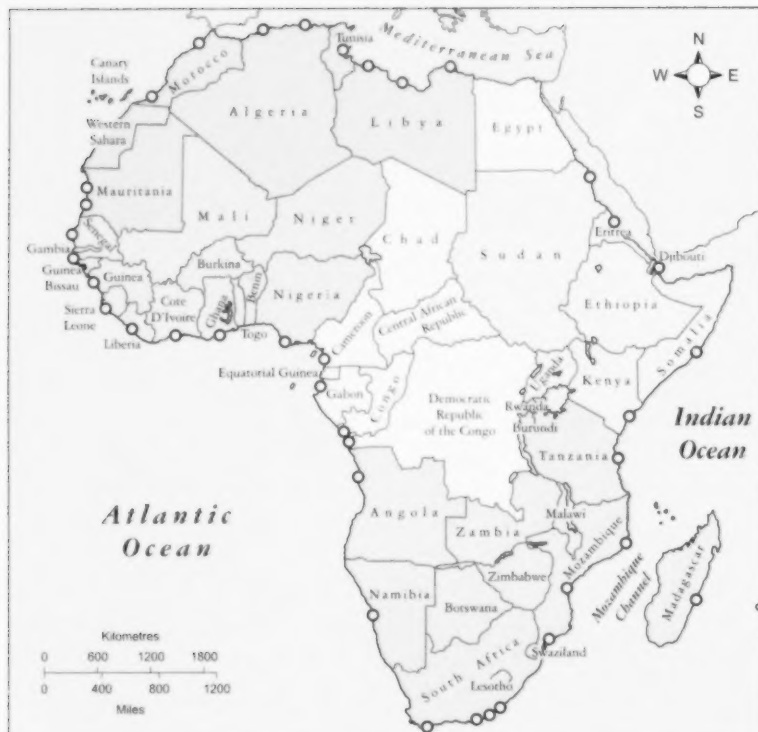 Mediterranean Sea
Tunisia
N
W E
S
Canary
Islands
Morocco
Algeria
Libya
Egypt
Western
Sahara
Mauritania
Mali
Niger
Chad
Sudan
Eritrea
Djibouti
Senegal
Gambia
Guinea
Bissau
Guinea
Burkina
Benin
Nigeria
Ethiopia
Somalia
Sierra
Leone
Cote
D'Ivoire
Ghana
Liberia
Togo
Cameroon
Central African
Republic
Equatorial Guinea
Gabon
Congo
Democratic
Republic
of the Congo
Uganda
Kenya
Rwanda
Burundi
Tanzania
Indian
Ocean
Atlantic
Ocean
Angola
Zambia
Malawi
Mozambique
Mozambique
Channel
Madagascar
Zimbabwe
Namibia
Botswana
Swaziland
South Africa
Lesotho
Kilometres
0 600 1200 1800
0 400 800 1200
Miles